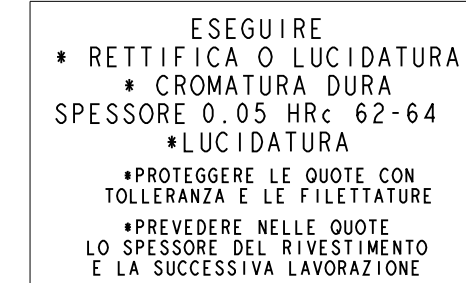 ESEGUIRE
* RETTIFICA O LUCIDATURA
* CROMATURA DURA
SPESSORE 0.05 HRc 62-64
*LUCIDATURA
*PROTEGGERE LE QUOTE CON
TOLLERANZA E LE FILETTATURE
*PREVEDERE NELLE QUOTE
LO SPESSORE DEL RIVESTIMENTO
E LA SUCCESSIVA LAVORAZIONE